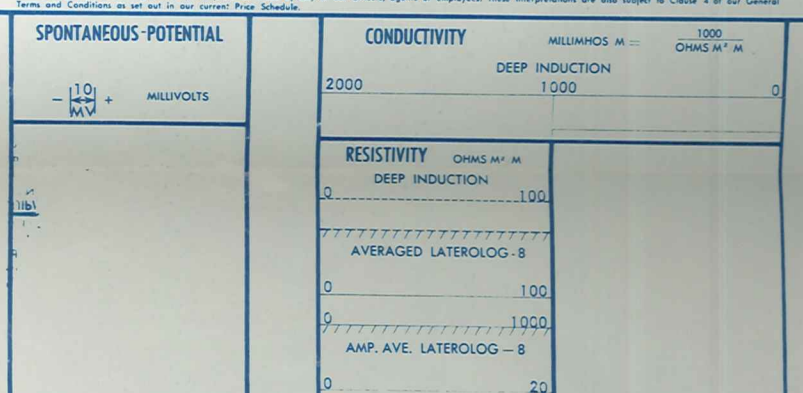 Terms and Conditions as set out in our current Price Schedule.
SPONTANEOUS-POTENTIAL
- 10 + MILLIVOLTS
MV
CONDUCTIVITY MILLIMHOS M = 1000
OHMS M² M
DEEP INDUCTION
2000 1000 0
RESISTIVITY OHMS M² M
DEEP INDUCTION
0 100
AVERAGED LATEROLOG-8
0 100
0 1000
AMP. AVE. LATEROLOG — 8
0 20